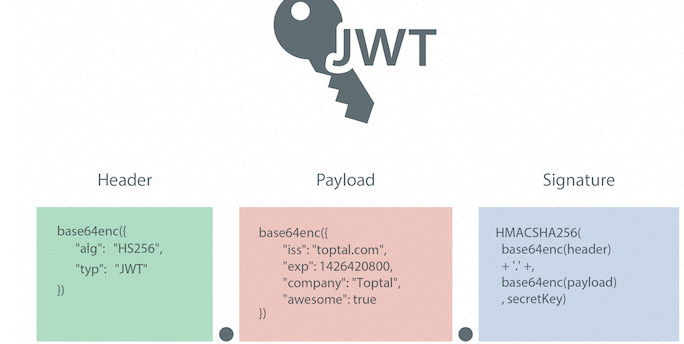 JWT
Header
base64enc({
"alg": "HS256",
"typ": "JWT"
})
Payload
base64enc({
"iss": "toptal.com",
"exp": 1426420800,
"company": "Toptal",
"awesome": true
})
Signature
HMACSHA256(
base64enc(header)
+ '.' +,
base64enc(payload)
, secretKey)